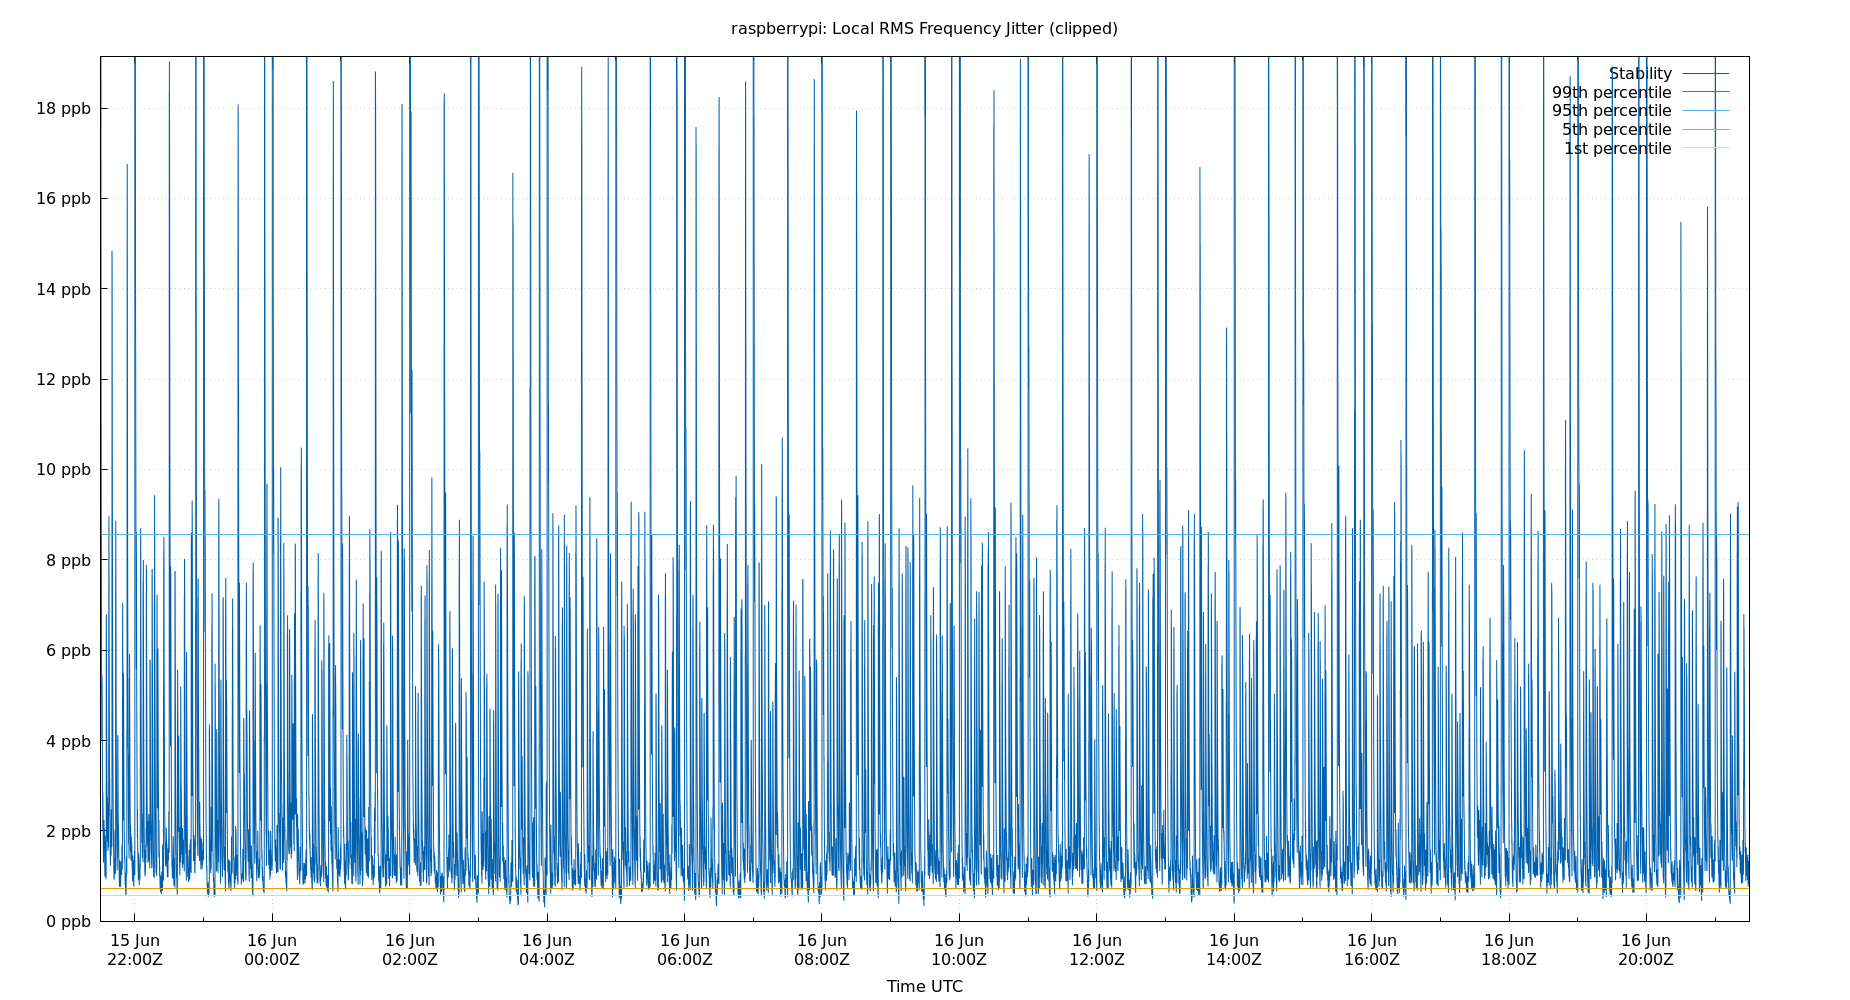 raspberrypi: Local RMS Frequency Jitter (clipped)
Stability
99th percentile
95th percentile
5th percentile
1st percentile
18 ppb
16 ppb
14 ppb
12 ppb
10 ppb
8 ppb
6 ppb
4 ppb
2 ppb
0 ppb
15 Jun 16 Jun 16 Jun 16 Jun 16 Jun 16 Jun 16 Jun 16 Jun 16 Jun 16 Jun 16 Jun 16 Jun
22:00Z 00:00Z 02:00Z 04:00Z 06:00Z 08:00Z 10:00Z 12:00Z 14:00Z 16:00Z 18:00Z 20:00Z
Time UTC